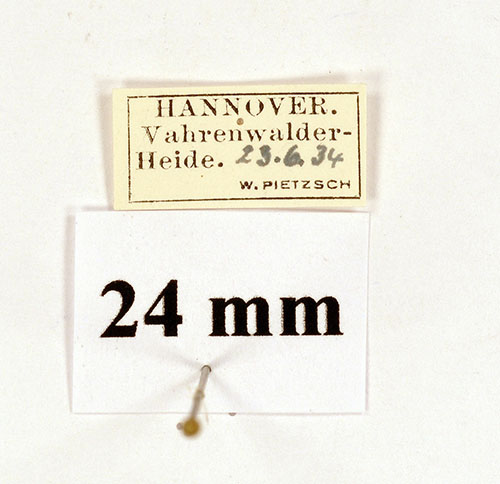 HANNOVER.
Vahrenwalder-
Heide. 23.6.34
W. PIETZSCH
24 mm